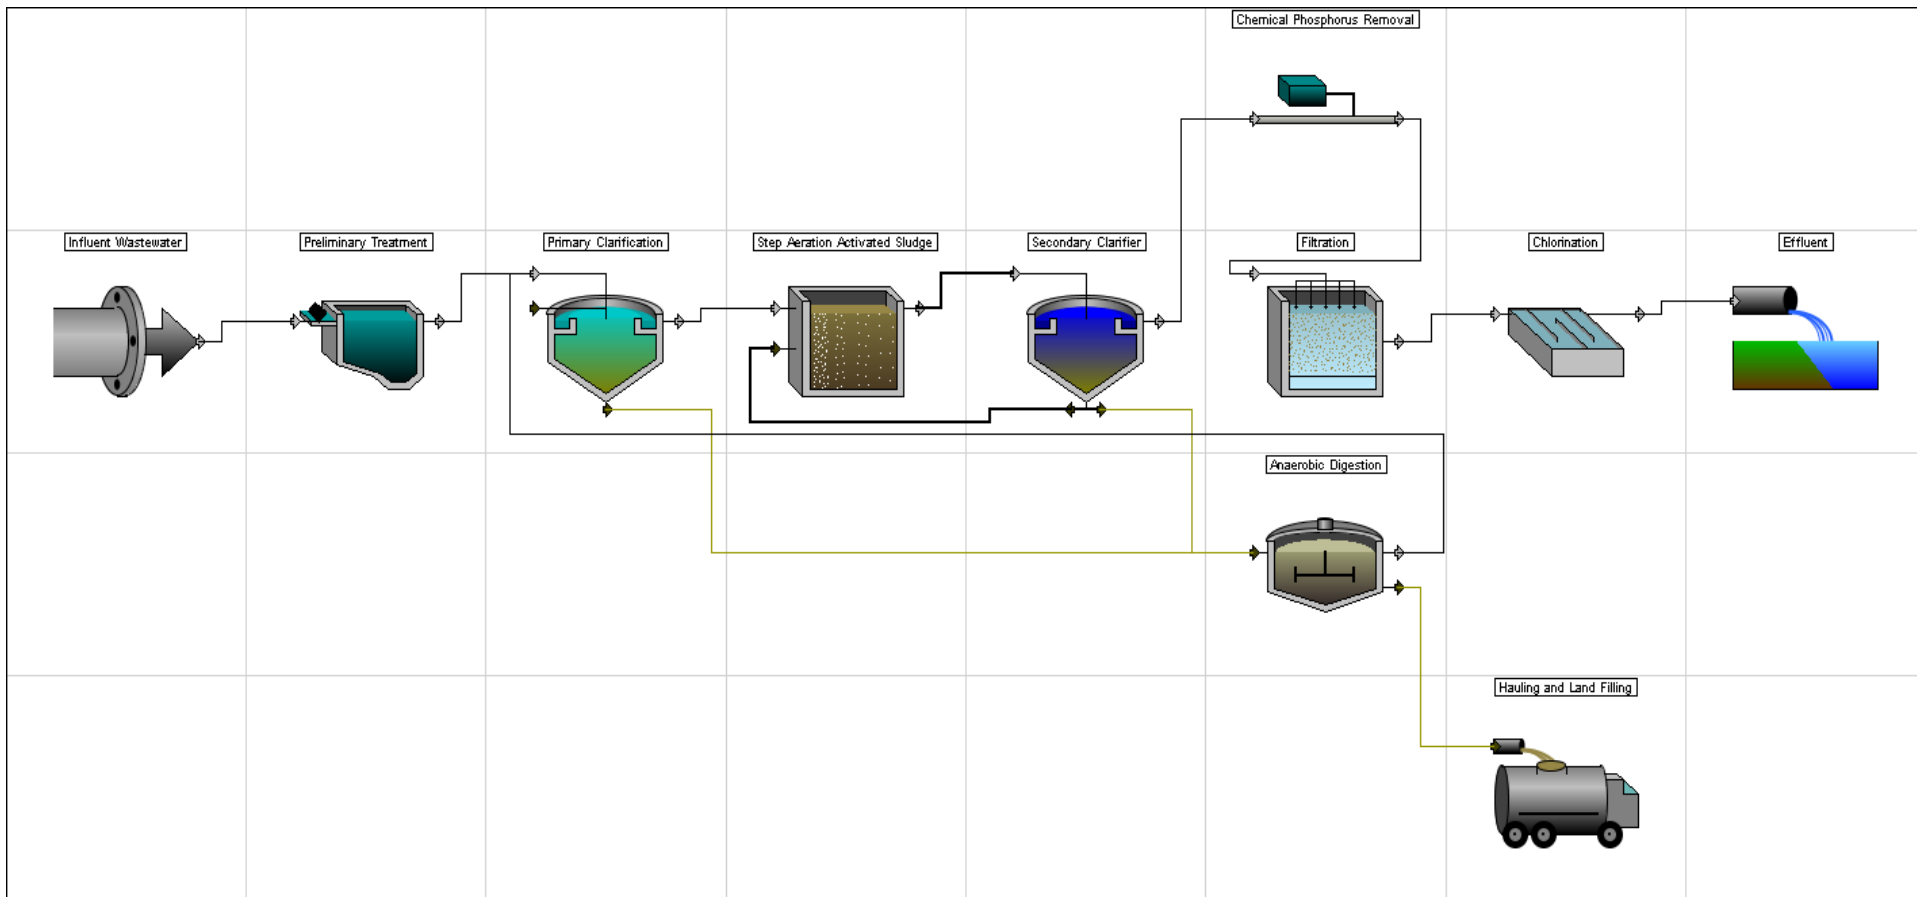 Chemical Phosphorus Removal
Influent Wastewater
Preliminary Treatment
Primary Clarification
Step Aeration Activated Sludge
Secondary Clarifier
Filtration
Chlorination
Effluent
Anaerobic Digestion
Hauling and Land Filling